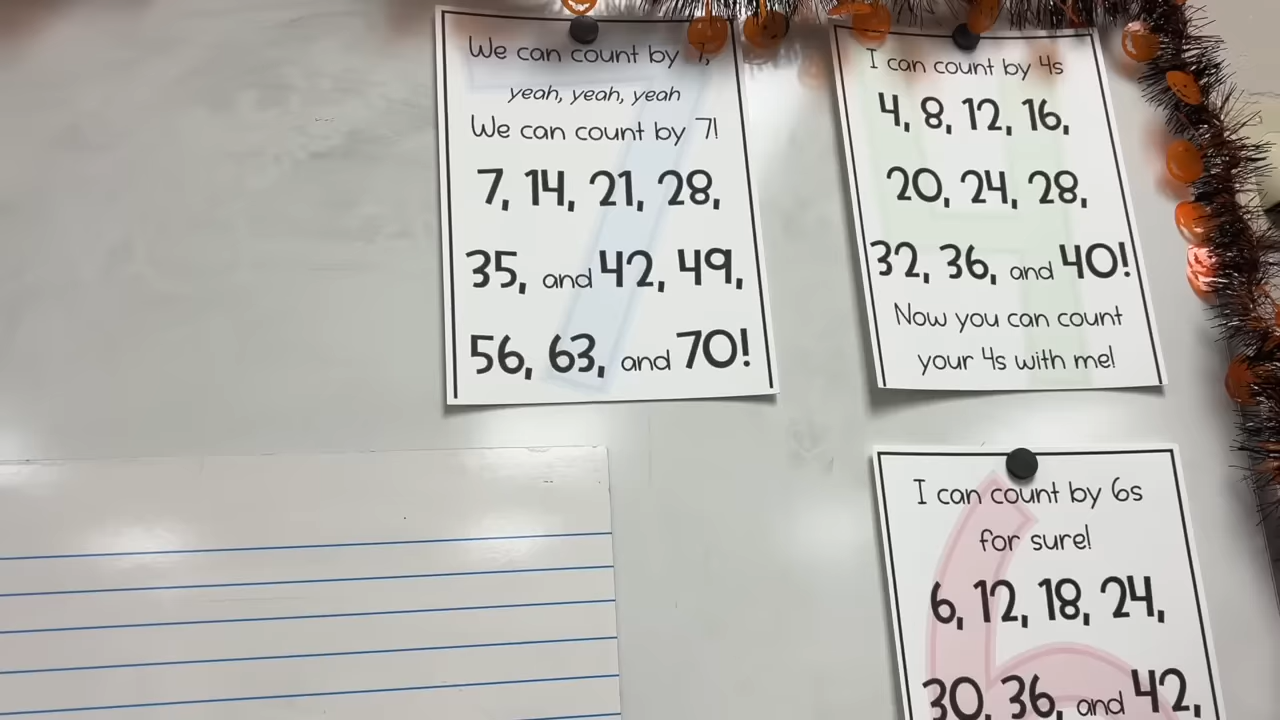 We can count by 7,
yeah, yeah, yeah
We can count by 7!
7, 14, 21, 28,
35, and 42, 49,
56, 63, and 70!
I can count by 4s
4, 8, 12, 16,
20, 24, 28,
32, 36, and 40!
Now you can count
your 4s with me!
I can count by 6s
for sure!
6, 12, 18, 24,
30, 36, and 42,